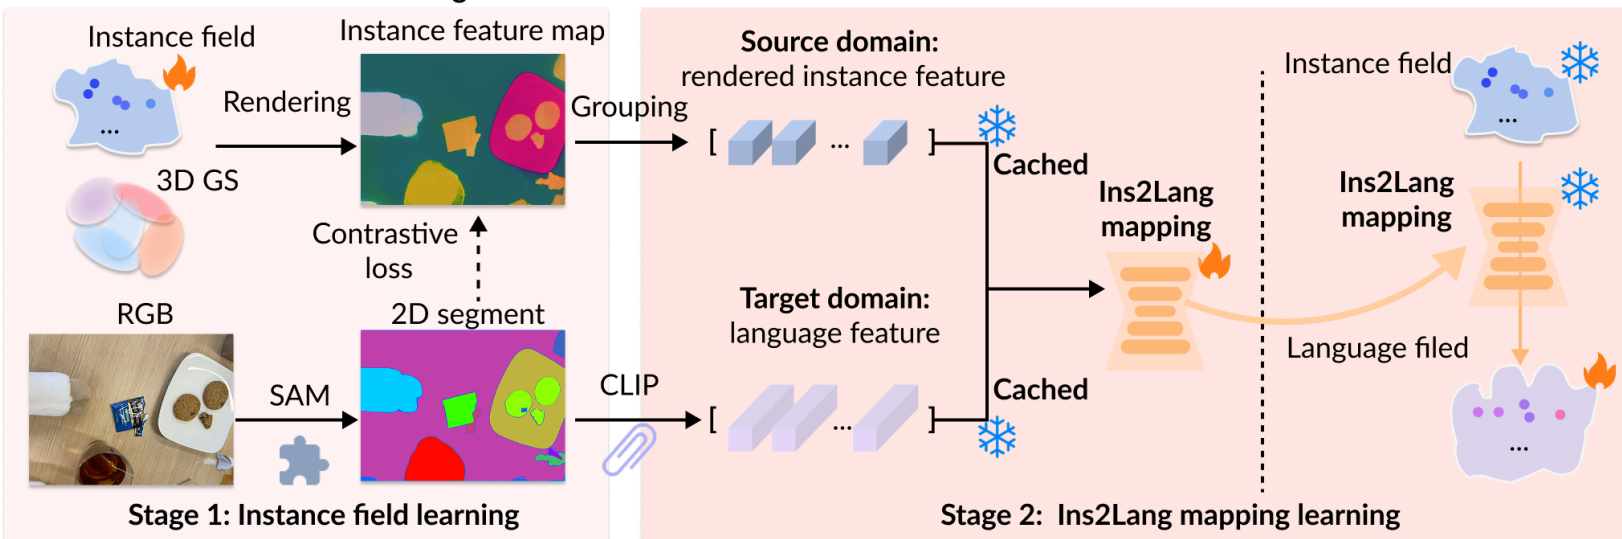 Instance field
Rendering
...
3D GS
Instance feature map
Grouping
Contrastive
loss
RGB
SAM
2D segment
CLIP
Stage 1: Instance field learning
Source domain:
rendered instance feature
[ ... ]
Cached
Target domain:
language feature
[ ... ]
Cached
Ins2Lang
mapping
Instance field
...
Ins2Lang
mapping
Language filed
...
Stage 2: Ins2Lang mapping learning